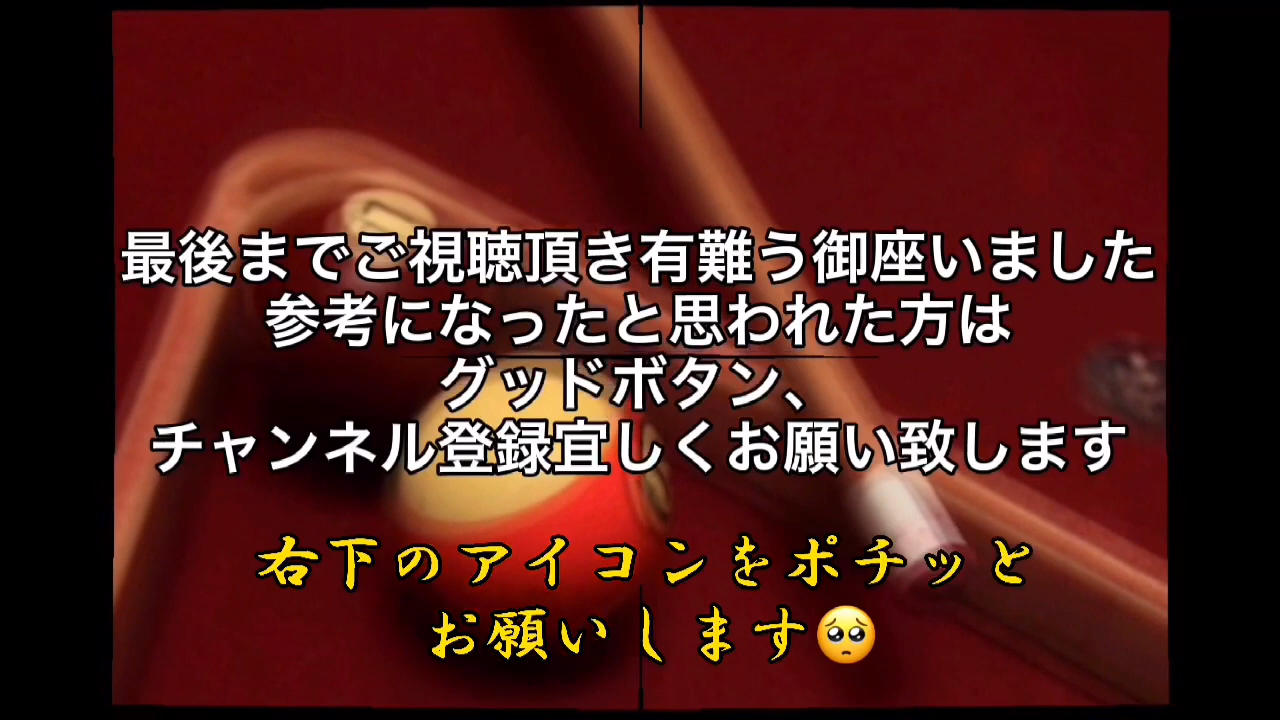 最後までご視聴頂き有難う御座いました
参考になったと思われた方は
グッドボタン、
チャンネル登録宜しくお願い致します
右下のアイコンをポチッと
お願いします🥺